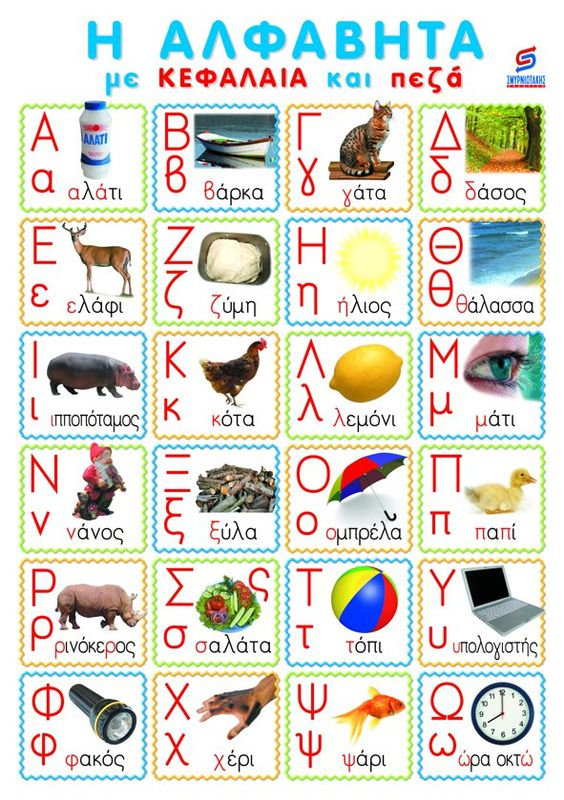 Η ΑΛΦΑΒΗΤΑ
με ΚΕΦΑΛΑΙΑ και πεζά
ΣΜΥΡΝΙΩΤΑΚΗΣ
Α
ΑΛΑΤΙ
α αλάτι
Β
β βάρκα
Γ
γ γάτα
Δ
δ δάσος
Ε
ε ελάφι
Ζ
ζ ζύμη
Η
η ήλιος
Θ
θ θάλασσα
Ι
ι ιπποπόταμος
Κ
κ κότα
Λ
λ λεμόνι
Μ
μ μάτι
Ν
ν νάνος
Ξ
ξ ξύλα
Ο
ο ομπρέλα
Π
π παπί
Ρ
ρ ρινόκερος
Σ ς
σ σαλάτα
Τ
τ τόπι
Υ
υ υπολογιστής
Φ
φ φακός
Χ
χ χέρι
Ψ
ψ ψάρι
Ω
ω ώρα οκτώ